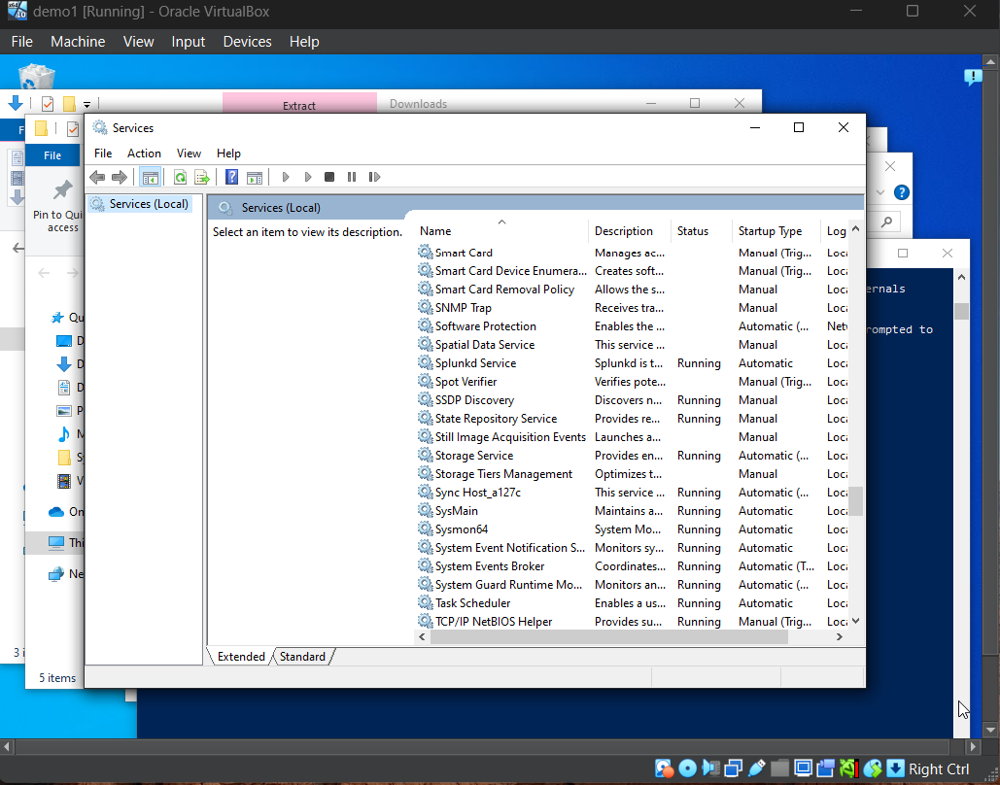 demo1 [Running] - Oracle VirtualBox
File Machine View Input Devices Help
Extract Downloads
File
Pin to Qui
access
Services
File Action View Help
Services (Local)
Services (Local)
Select an item to view its description.
Name Description Status Startup Type Log
Smart Card Manages ac... Manual (Trig... Loca
Smart Card Device Enumera... Creates soft... Manual (Trig... Loca
Smart Card Removal Policy Allows the s... Manual Loca
SNMP Trap Receives tra... Manual Loca
Software Protection Enables the ... Automatic (... Netv
Spatial Data Service This service ... Manual Loca
Splunkd Service Splunkd is t... Running Automatic Loca
Spot Verifier Verifies pote... Manual (Trig... Loca
SSDP Discovery Discovers n... Running Manual Loca
State Repository Service Provides re... Running Manual Loca
Still Image Acquisition Events Launches a... Manual Loca
Storage Service Provides en... Running Automatic (... Loca
Storage Tiers Management Optimizes t... Manual Loca
Sync Host_a127c This service ... Running Automatic (... Loca
SysMain Maintains a... Running Automatic Loca
Sysmon64 System Mo... Running Automatic Loca
System Event Notification S... Monitors sy... Running Automatic Loca
System Events Broker Coordinates... Running Automatic (T... Loca
System Guard Runtime Mo... Monitors an... Running Automatic (... Loca
Task Scheduler Enables a us... Running Automatic Loca
TCP/IP NetBIOS Helper Provides su... Running Manual (Trig... Loca
Extended Standard
ernals
rompted to
Qu
D
D
D
P
M
Sy
V
On
Thi
Ne
3 i
5 items
Right Ctrl